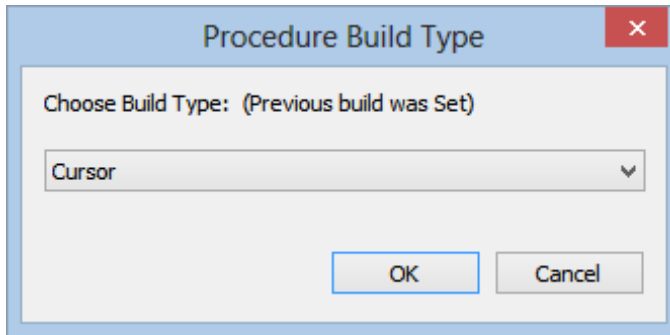 Procedure Build Type
Choose Build Type: (Previous build was Set)
Cursor
OK Cancel